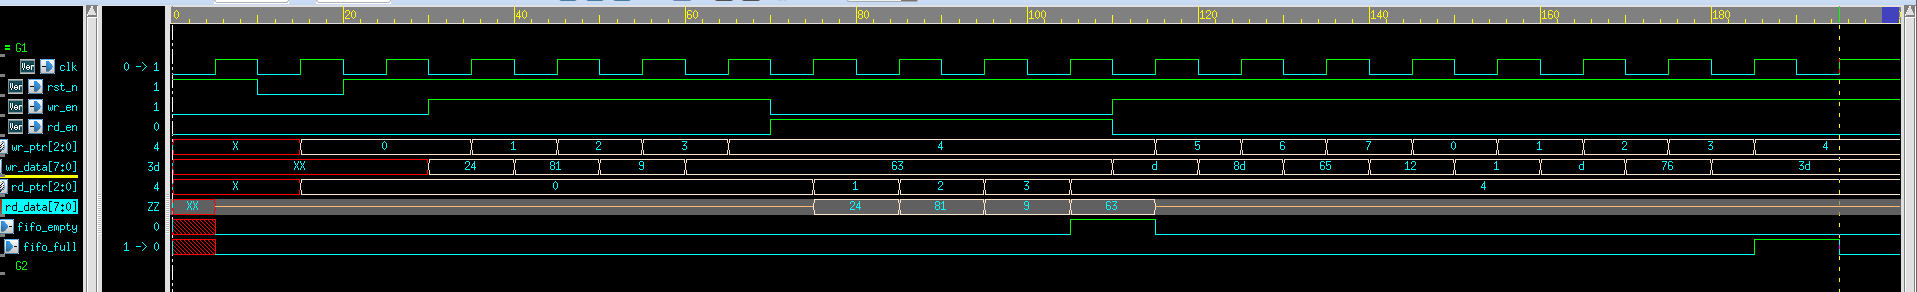 0 20 40 60 80 100 120 140 160 180
= G1
Ver clk 0 -> 1
Ver rst_n 1
Ver wr_en 1
Ver rd_en 0
wr_ptr[2:0] 4 X 0 1 2 3 4 5 6 7 0 1 2 3 4
wr_data[7:0] 3d XX 24 81 9 63 d 8d 65 12 1 d 76 3d
rd_ptr[2:0] 4 X 0 1 2 3 4
rd_data[7:0] ZZ XX 24 81 9 63
fifo_empty 0
fifo_full 1 -> 0
G2